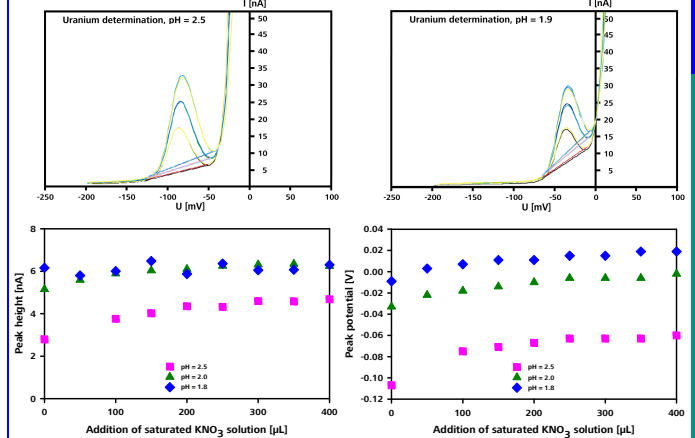 I [nA]
Uranium determination, pH = 2.5
50
45
40
35
30
25
20
15
10
5
-250 -200 -150 -100 -50 0 50 100
U [mV]
I [nA]
Uranium determination, pH = 1.9
50
45
40
35
30
25
20
15
10
5
-250 -200 -150 -100 -50 0 50 100
U [mV]
Peak height [nA]
8
6
4
2
0
pH = 2.5
pH = 2.0
pH = 1.8
0 100 200 300 400
Addition of saturated KNO3 solution [µL]
Peak potential [V]
0.04
0.02
0.00
-0.02
-0.04
-0.06
-0.08
-0.10
-0.12
pH = 2.5
pH = 2.0
pH = 1.8
0 100 200 300 400
Addition of saturated KNO3 solution [µL]